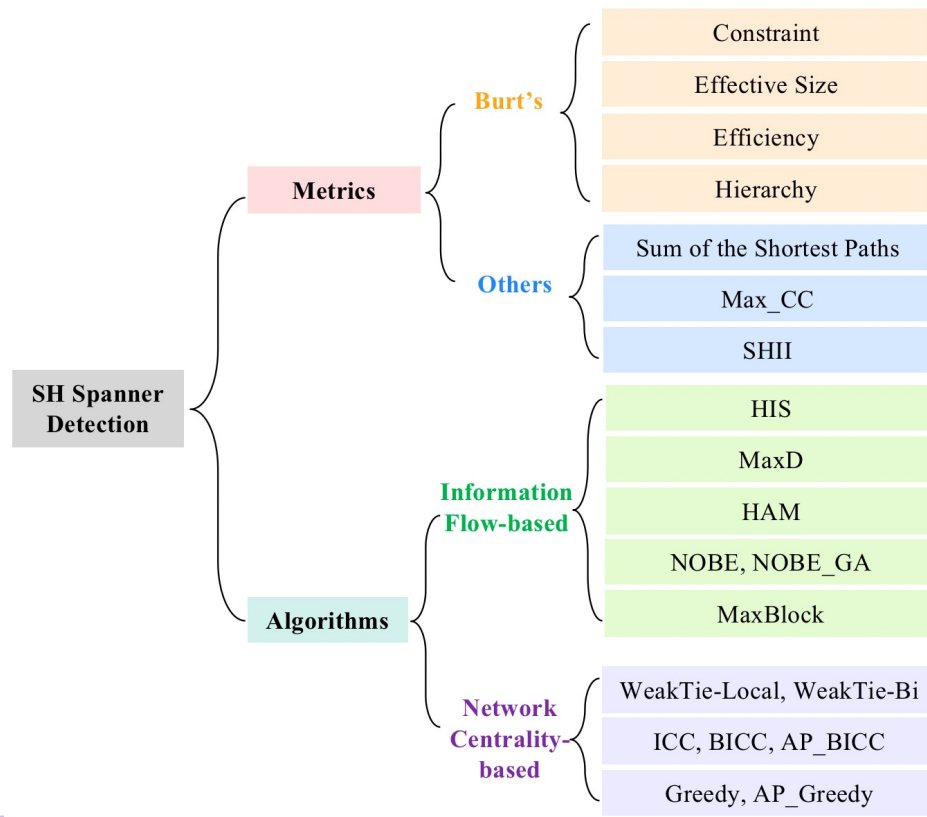 SH Spanner
Detection
Metrics
Burt's
Constraint
Effective Size
Efficiency
Hierarchy
Others
Sum of the Shortest Paths
Max_CC
SHII
Algorithms
Information
Flow-based
HIS
MaxD
HAM
NOBE, NOBE_GA
MaxBlock
Network
Centrality-
based
WeakTie-Local, WeakTie-Bi
ICC, BICC, AP_BICC
Greedy, AP_Greedy